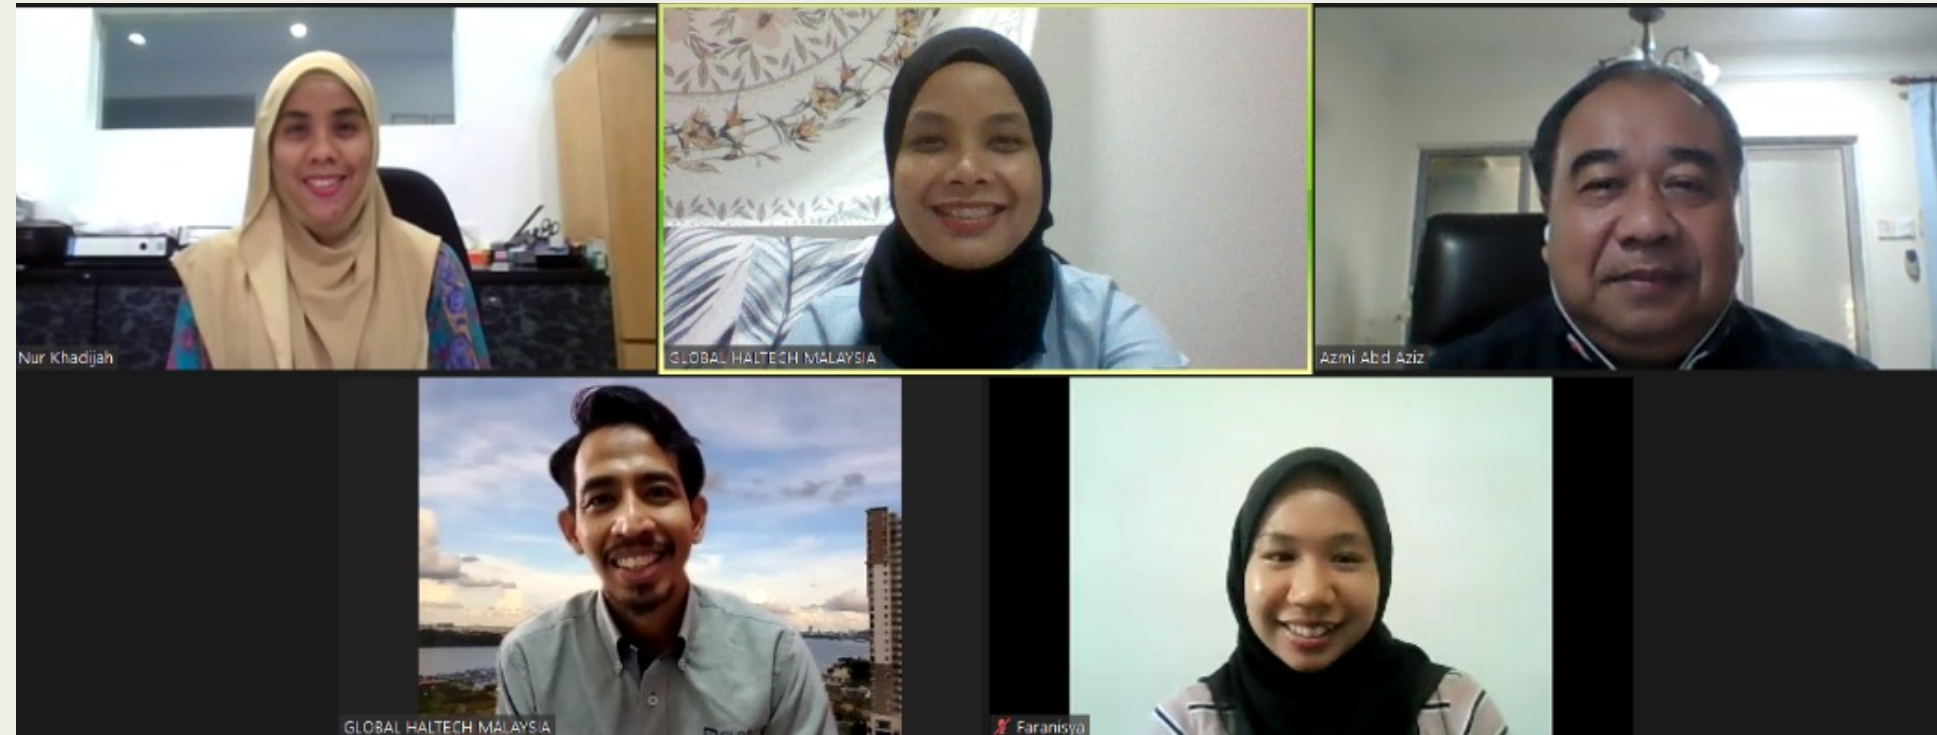 Nur Khadijah
GLOBAL HALTECH MALAYSIA
Azmi Abd Aziz
GLOBAL HALTECH MALAYSIA
Faranisya